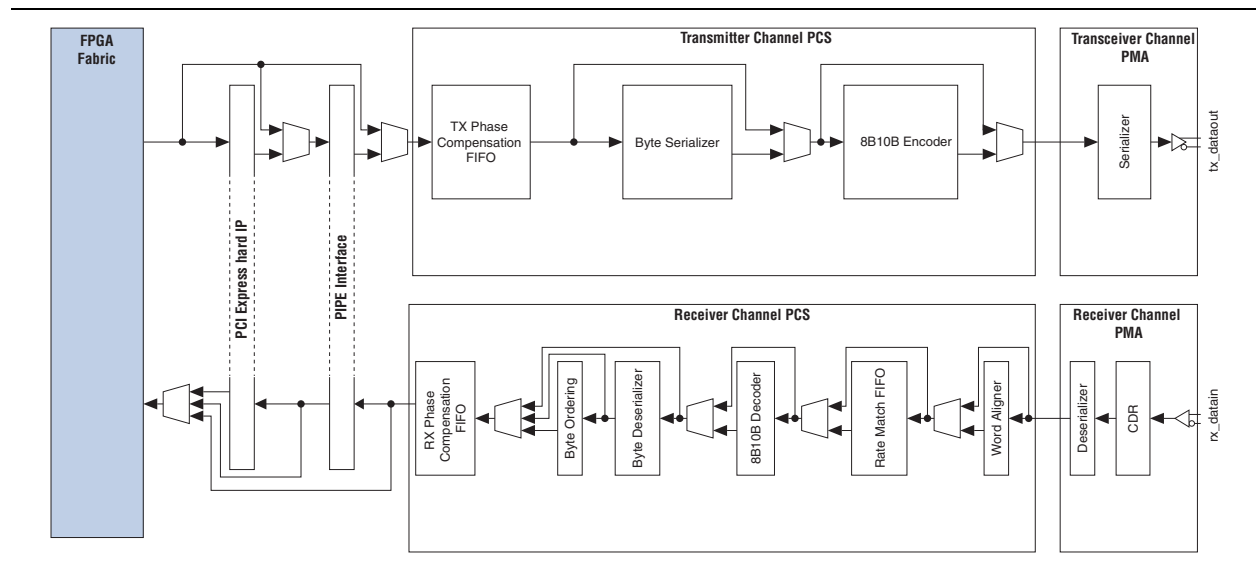 FPGA
Fabric
Transmitter Channel PCS
Transceiver Channel
PMA
PCI Express hard IP
PIPE Interface
TX Phase
Compensation
FIFO
Byte Serializer
8B10B Encoder
Serializer
tx_dataout
Receiver Channel PCS
Receiver Channel
PMA
RX Phase
Compensation
FIFO
Byte Ordering
Byte Deserializer
8B10B Decoder
Rate Match FIFO
Word Aligner
Deserializer
CDR
rx_datain